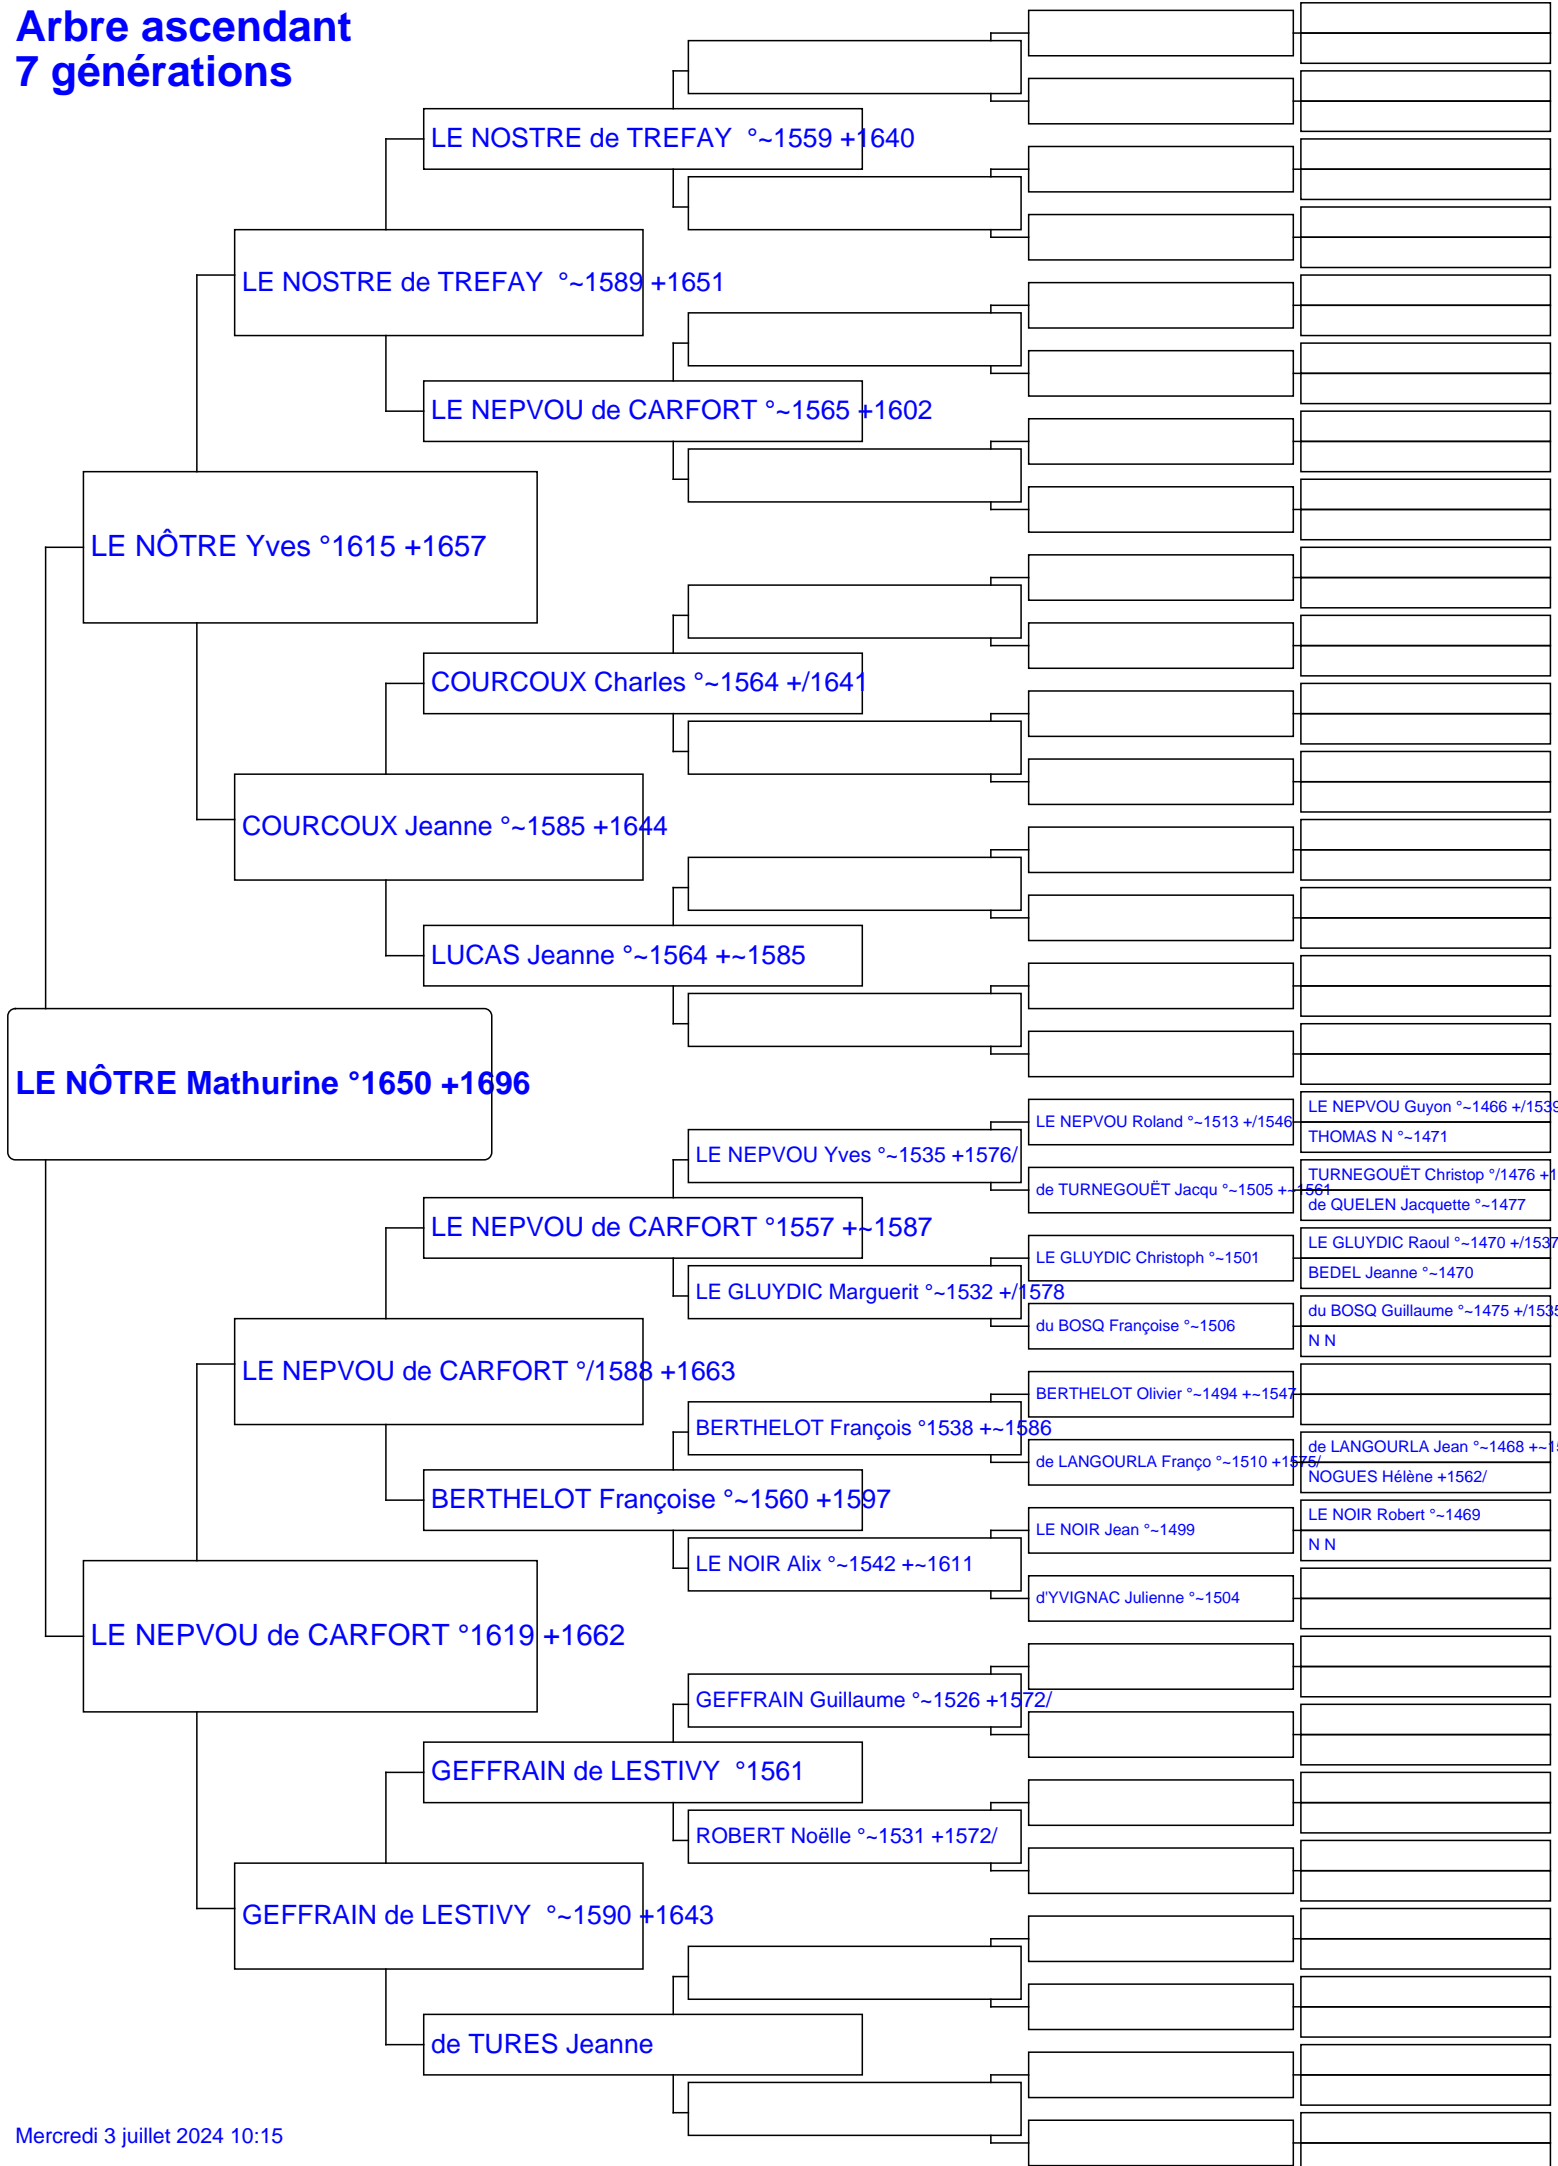 Arbre ascendant
7 générations
LE NOSTRE de TREFAY  °~1559 +1640
LE NOSTRE de TREFAY  °~1589 +1651
LE NEPVOU de CARFORT °~1565 +1602
LE NÔTRE Yves °1615 +1657
COURCOUX Charles °~1564 +/1641
COURCOUX Jeanne °~1585 +1644
LUCAS Jeanne °~1564 +~1585
LE NÔTRE Mathurine °1650 +1696
LE NEPVOU Guyon °~1466 +/1539
LE NEPVOU Roland °~1513 +/1546
THOMAS N °~1471
LE NEPVOU Yves °~1535 +1576/
TURNEGOUËT Christop °/1476 +1
de TURNEGOUËT Jacqu °~1505 +~1561
de QUELEN Jacquette °~1477
LE NEPVOU de CARFORT °1557 +~1587
LE GLUYDIC Raoul °~1470 +/1537
LE GLUYDIC Christoph °~1501
BEDEL Jeanne °~1470
LE GLUYDIC Marguerit °~1532 +/1578
du BOSQ Guillaume °~1475 +/1535
du BOSQ Françoise °~1506
N N
LE NEPVOU de CARFORT °/1588 +1663
BERTHELOT Olivier °~1494 +~1547
BERTHELOT François °1538 +~1586
de LANGOURLA Jean °~1468 +~15
de LANGOURLA Franço °~1510 +1575/
NOGUES Hélène +1562/
BERTHELOT Françoise °~1560 +1597
LE NOIR Robert °~1469
LE NOIR Jean °~1499
N N
LE NOIR Alix °~1542 +~1611
d'YVIGNAC Julienne °~1504
LE NEPVOU de CARFORT °1619 +1662
GEFFRAIN Guillaume °~1526 +1572/
GEFFRAIN de LESTIVY  °1561
ROBERT Noëlle °~1531 +1572/
GEFFRAIN de LESTIVY  °~1590 +1643
de TURES Jeanne
Mercredi 3 juillet 2024 10:15